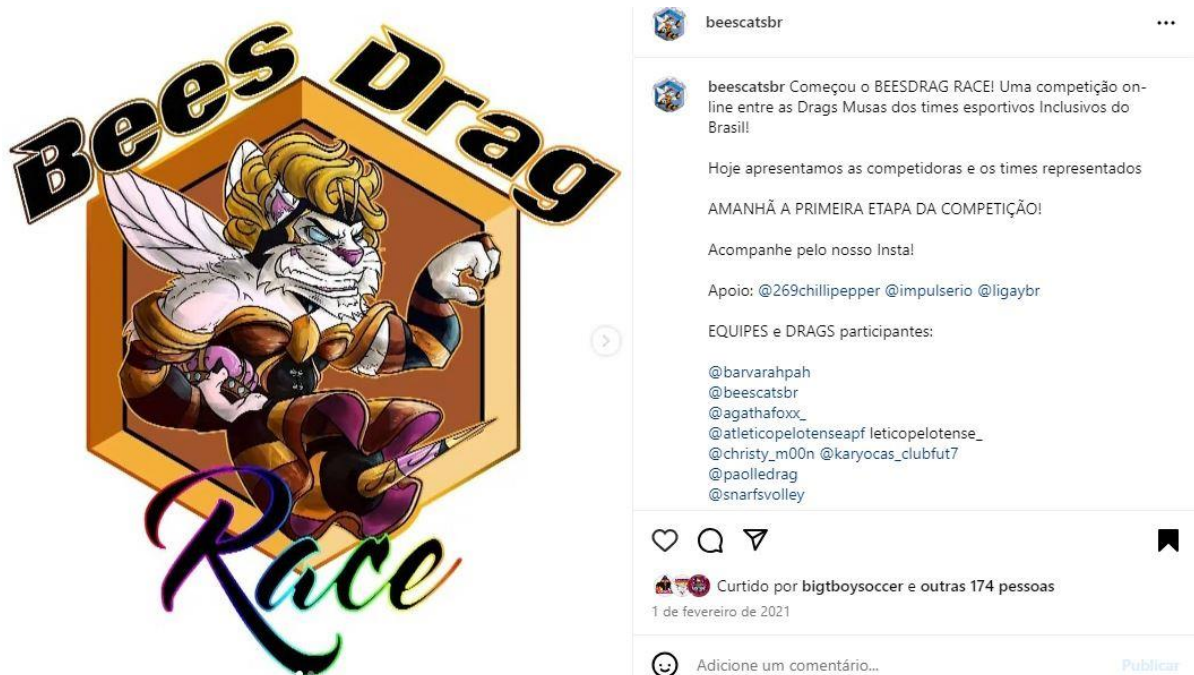 Bees Drag
Race
beescatsbr
beescatsbr Começou o BEESDRAG RACE! Uma competição on-
line entre as Drags Musas dos times esportivos Inclusivos do
Brasil!
Hoje apresentamos as competidoras e os times representados
AMANHÃ A PRIMEIRA ETAPA DA COMPETIÇÃO!
Acompanhe pelo nosso Insta!
Apoio: @269chillipepper @impulserio @ligaybr
EQUIPES e DRAGS participantes:
@barvarahpah
@beescatsbr
@agathafoxx_
@atleticopelotenseapf leticopelotense_
@christy_m00n @karyocas_clubfut7
@paolledrag
@snarfsvolley
Curtido por bigtboysoccer e outras 174 pessoas
1 de fevereiro de 2021
Adicione um comentário...
Publicar